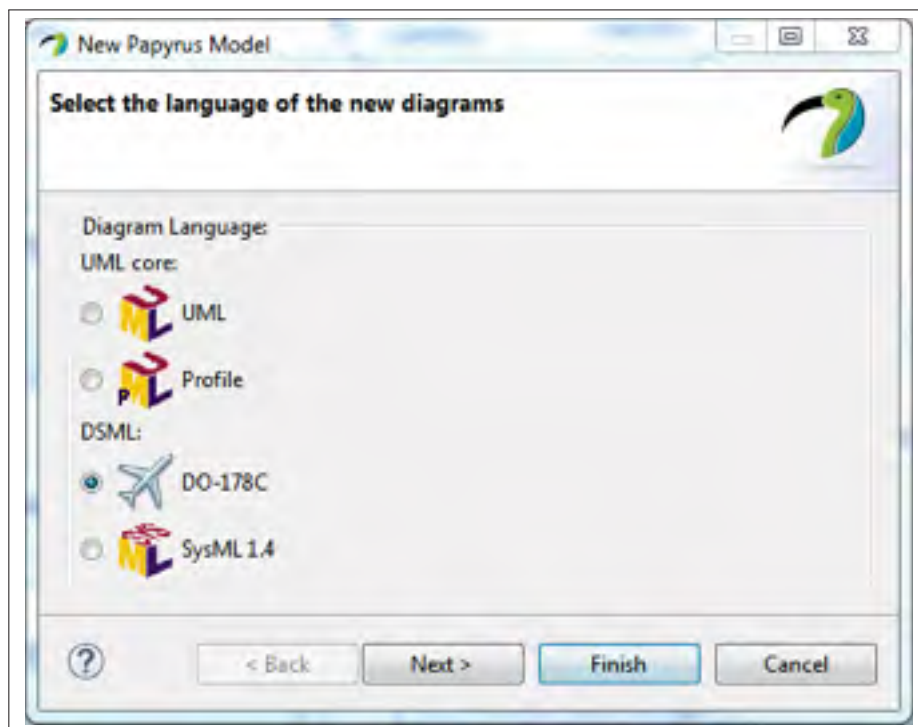 New Papyrus Model
Select the language of the new diagrams
Diagram Language:
UML core:
UML
Profile
DSML:
DO-178C
SysML 1.4
?
< Back
Next >
Finish
Cancel